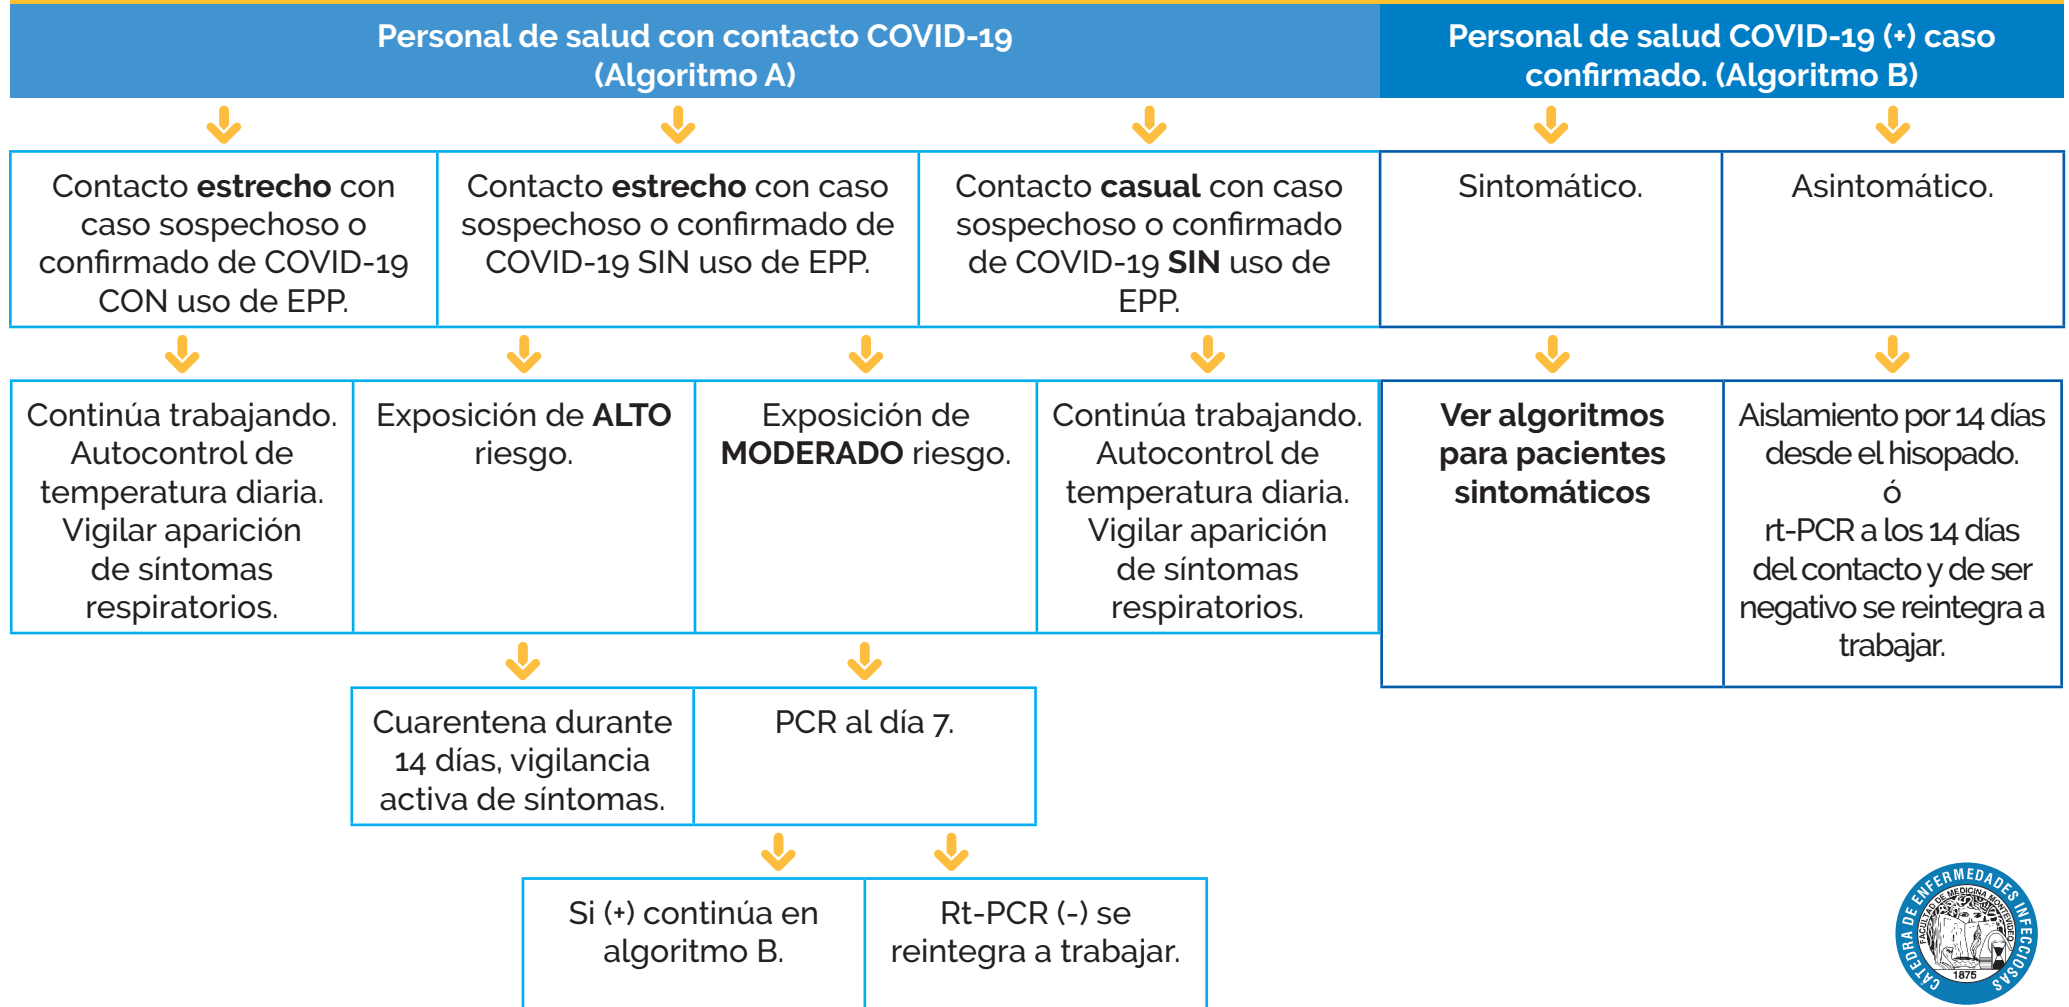 Personal de salud con contacto COVID-19
(Algoritmo A)
Personal de salud COVID-19 (+) caso
confirmado. (Algoritmo B)
Contacto estrecho con
caso sospechoso o
confirmado de COVID-19
CON uso de EPP.
Contacto estrecho con caso
sospechoso o confirmado de
COVID-19 SIN uso de EPP.
Contacto casual con caso
sospechoso o confirmado
de COVID-19 SIN uso de
EPP.
Sintomático.
Asintomático.
Continúa trabajando.
Autocontrol de
temperatura diaria.
Vigilar aparición
de síntomas
respiratorios.
Exposición de ALTO
riesgo.
Exposición de
MODERADO riesgo.
Continúa trabajando.
Autocontrol de
temperatura diaria.
Vigilar aparición
de síntomas
respiratorios.
Ver algoritmos
para pacientes
sintomáticos
Aislamiento por 14 días
desde el hisopado.
ó
rt-PCR a los 14 días
del contacto y de ser
negativo se reintegra a
trabajar.
Cuarentena durante
14 días, vigilancia
activa de síntomas.
PCR al día 7.
Si (+) continúa en
algoritmo B.
Rt-PCR (-) se
reintegra a trabajar.
CÁTEDRA DE ENFERMEDADES INFECCIOSAS
FACULTAD DE MEDICINA MONTEVIDEO
1875